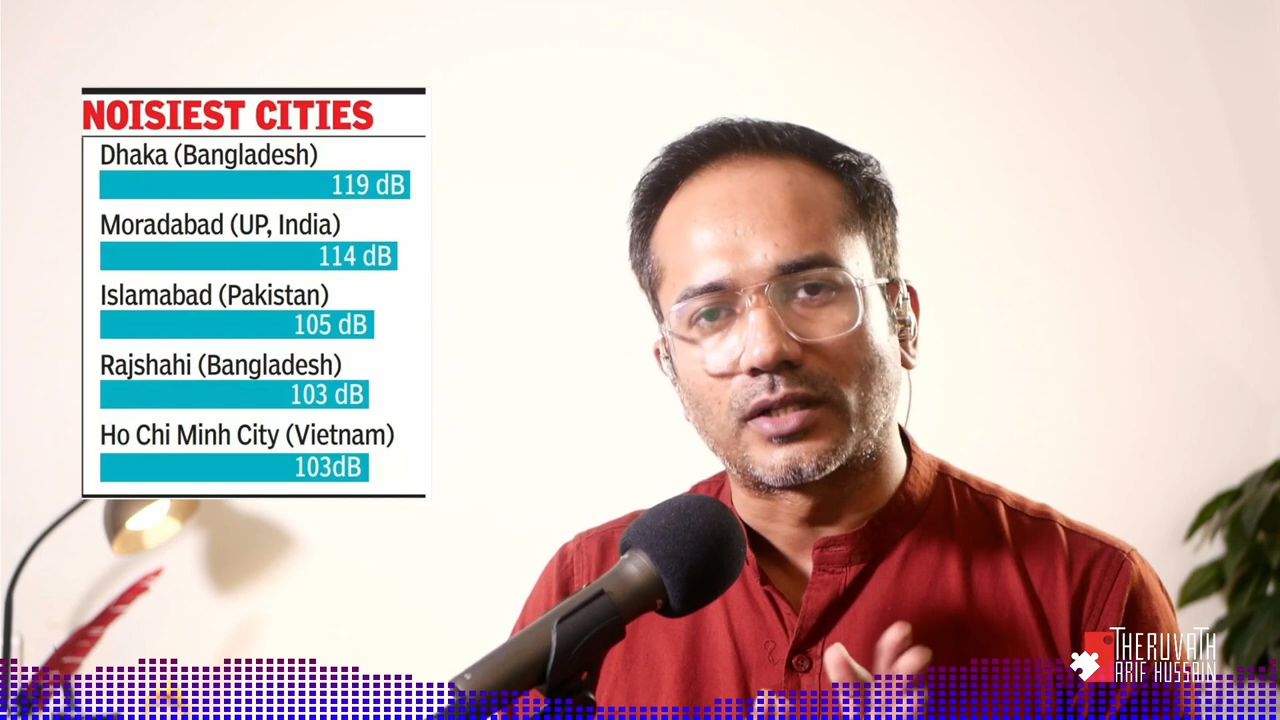 NOISIEST CITIES
Dhaka (Bangladesh)
119 dB
Moradabad (UP, India)
114 dB
Islamabad (Pakistan)
105 dB
Rajshahi (Bangladesh)
103 dB
Ho Chi Minh City (Vietnam)
103dB
THERUVATH
ARIF HUSSAIN